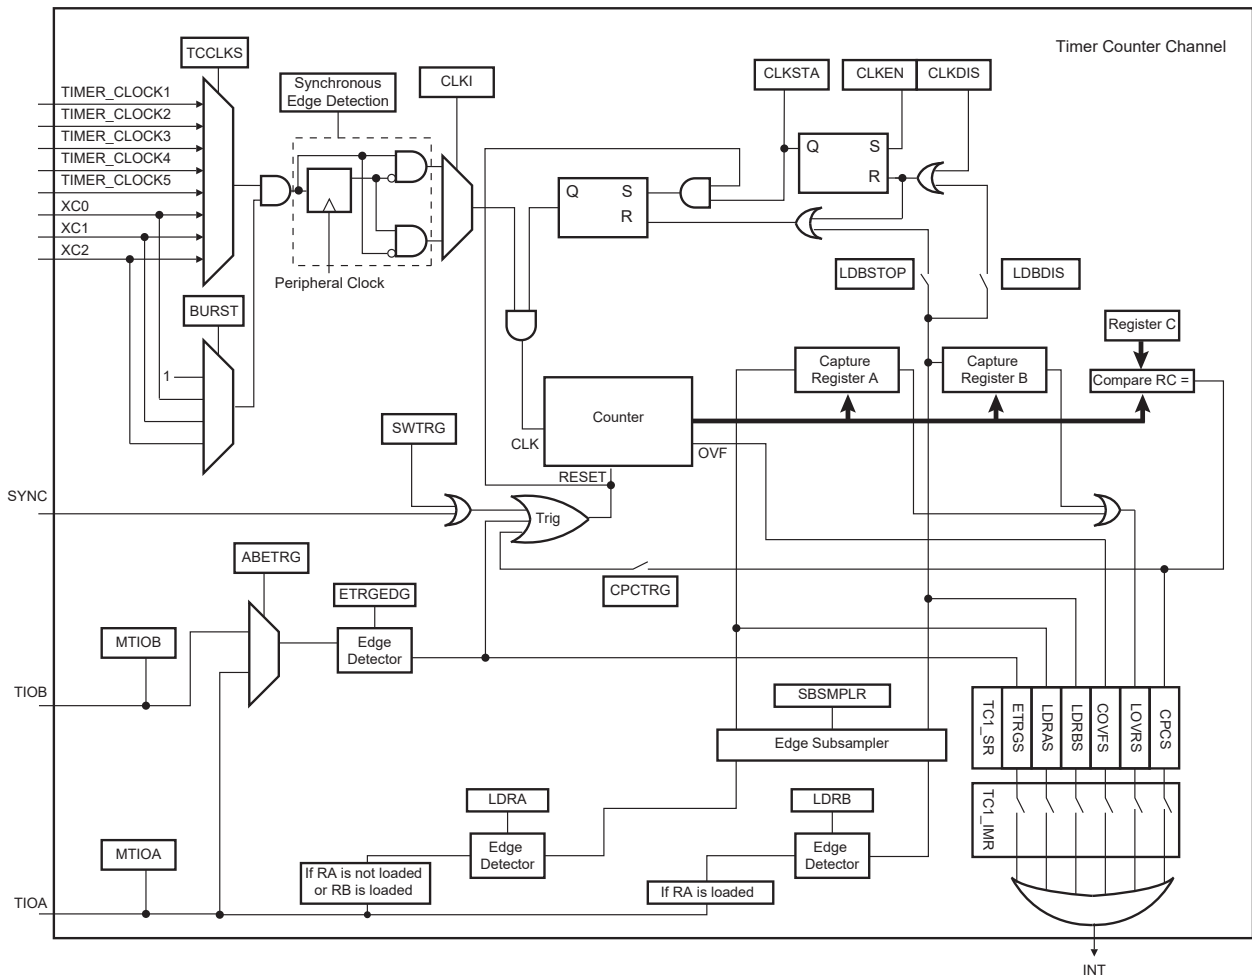 Timer Counter Channel
TCCLKS
CLKSTA
CLKEN
CLKDIS
Synchronous
Edge Detection
CLKI
TIMER_CLOCK1
TIMER_CLOCK2
TIMER_CLOCK3
TIMER_CLOCK4
TIMER_CLOCK5
XC0
XC1
XC2
Q
S
R
Q
S
R
Peripheral Clock
LDBSTOP
LDBDIS
BURST
Register C
1
Capture
Register A
Capture
Register B
Compare RC =
Counter
SWTRG
CLK
OVF
RESET
SYNC
Trig
ABETRG
CPCTRG
ETRGEDG
MTIOB
Edge
Detector
TIOB
SBSMPLR
Edge Subsampler
TC1_SR
ETRGS
LDRAS
LDRBS
COVFS
LOVRS
CPCS
TC1_IMR
LDRA
LDRB
MTIOA
Edge
Detector
Edge
Detector
If RA is not loaded
or RB is loaded
If RA is loaded
TIOA
INT